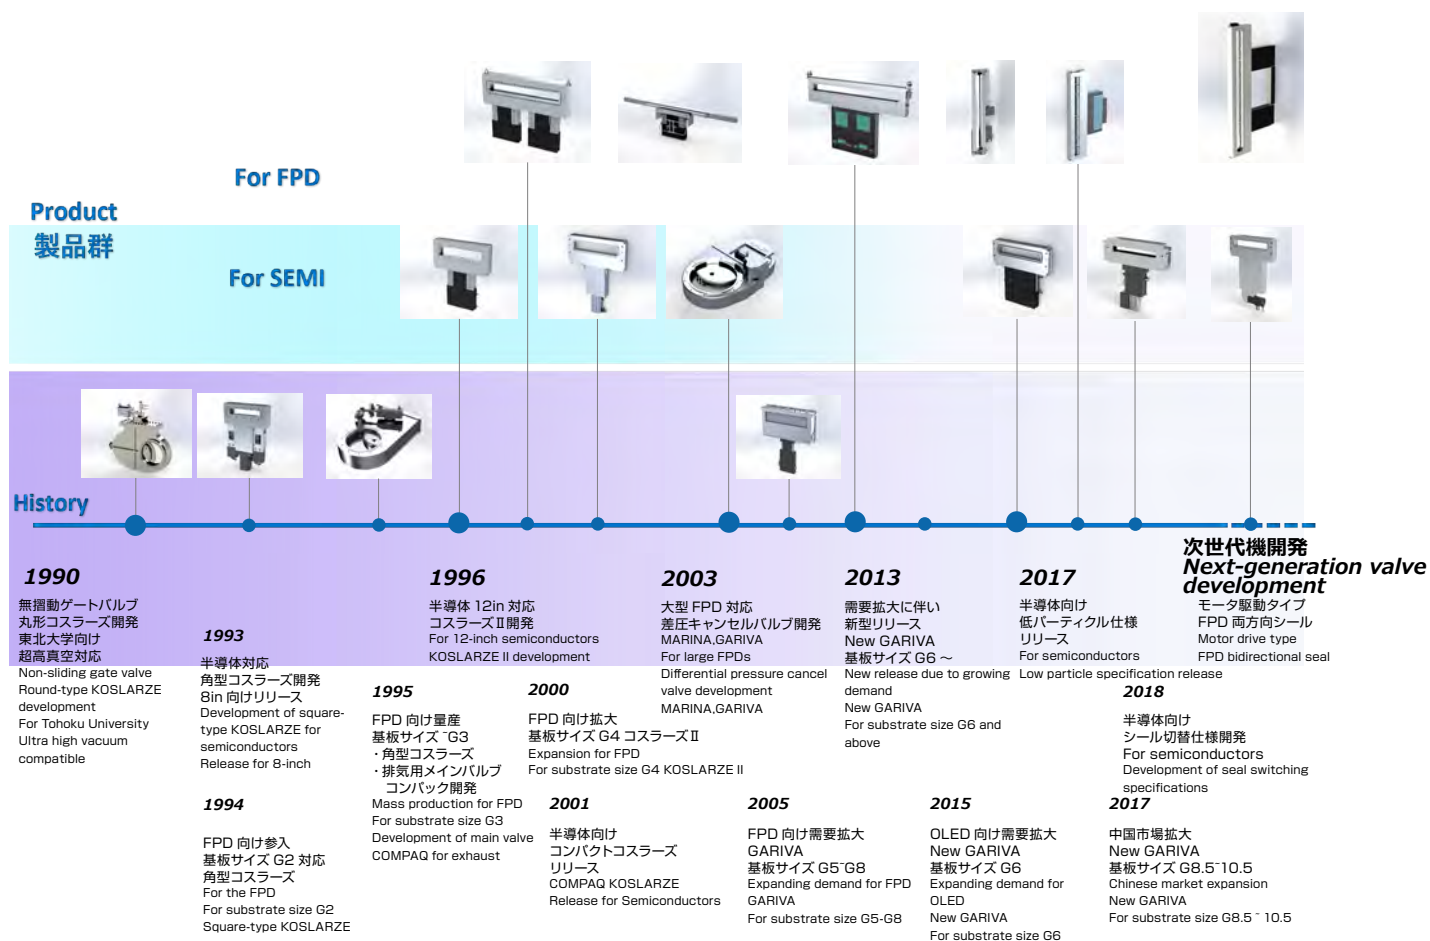 For FPD
Product
製品群
For SEMI
History
1990
無摺動ゲートバルブ
丸形コスラーズ開発
東北大学向け
超高真空対応
Non-sliding gate valve
Round-type KOSLARZE
development
For Tohoku University
Ultra high vacuum
compatible
1993
半導体対応
角型コスラーズ開発
8in 向けリリース
Development of square-
type KOSLARZE for
semiconductors
Release for 8-inch
1994
FPD 向け参入
基板サイズ G2 対応
角型コスラーズ
For the FPD
For substrate size G2
Square-type KOSLARZE
1995
FPD 向け量産
基板サイズ ~G3
・角型コスラーズ
・排気用メインバルブ
コンパック開発
Mass production for FPD
For substrate size G3
Development of main valve
COMPAQ for exhaust
1996
半導体 12in 対応
コスラーズⅡ開発
For 12-inch semiconductors
KOSLARZE II development
2000
FPD 向け拡大
基板サイズ G4 コスラーズⅡ
Expansion for FPD
For substrate size G4 KOSLARZE II
2001
半導体向け
コンパクトコスラーズ
リリース
COMPAQ KOSLARZE
Release for Semiconductors
2003
大型 FPD 対応
差圧キャンセルバルブ開発
MARINA,GARIVA
For large FPDs
Differential pressure cancel
valve development
MARINA,GARIVA
2005
FPD 向け需要拡大
GARIVA
基板サイズ G5~G8
Expanding demand for FPD
GARIVA
For substrate size G5-G8
2013
需要拡大に伴い
新型リリース
New GARIVA
基板サイズ G6 ～
New release due to growing
demand
New GARIVA
For substrate size G6 and
above
2015
OLED 向け需要拡大
New GARIVA
基板サイズ G6
Expanding demand for
OLED
New GARIVA
For substrate size G6
2017
半導体向け
低パーティクル仕様
リリース
For semiconductors
Low particle specification release
2018
半導体向け
シール切替仕様開発
For semiconductors
Development of seal switching
specifications
2017
中国市場拡大
New GARIVA
基板サイズ G8.5~10.5
Chinese market expansion
New GARIVA
For substrate size G8.5 ~ 10.5
次世代機開発
Next-generation valve
development
モータ駆動タイプ
FPD 両方向シール
Motor drive type
FPD bidirectional seal